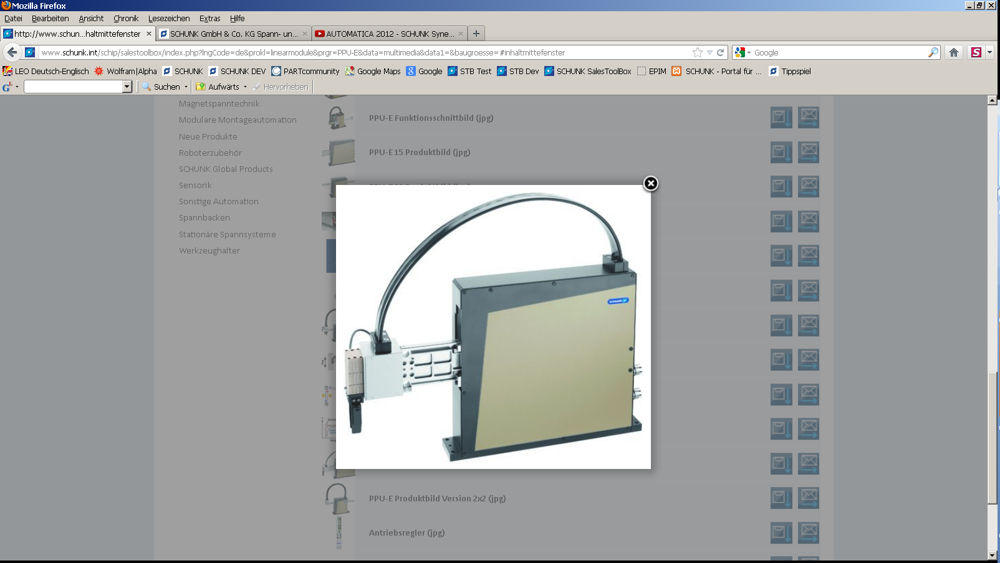 Mozilla Firefox
Datei Bearbeiten Ansicht Chronik Lesezeichen Extras Hilfe
http://www.schun...haltmittefenster SCHUNK GmbH & Co. KG Spann- un... AUTOMATICA 2012 - SCHUNK Syne...
www.schunk.int/schip/salestoolbox/index.php?lngCode=de&prokl=linearmodule&prgr=PPU-E&data=multimedia&data1=&baugroesse=#inhaltmittefenster Google
LEO Deutsch-Englisch Wolfram|Alpha SCHUNK SCHUNK DEV PARTcommunity Google Maps Google STB Test STB Dev SCHUNK SalesToolBox EPIM SCHUNK - Portal für ... Tippspiel
Suchen Aufwärts Hervorheben
Magnetspanntechnik
Modulare Montageautomation
Neue Produkte
Roboterzubehör
SCHUNK Global Products
Sensorik
Sonstige Automation
Spannbacken
Stationäre Spannsysteme
Werkzeughalter
PPU-E Funktionsschnittbild (jpg)
PPU-E 15 Produktbild (jpg)
SCHUNK
PPU-E Produktbild Version 2x2 (jpg)
Antriebsregler (jpg)